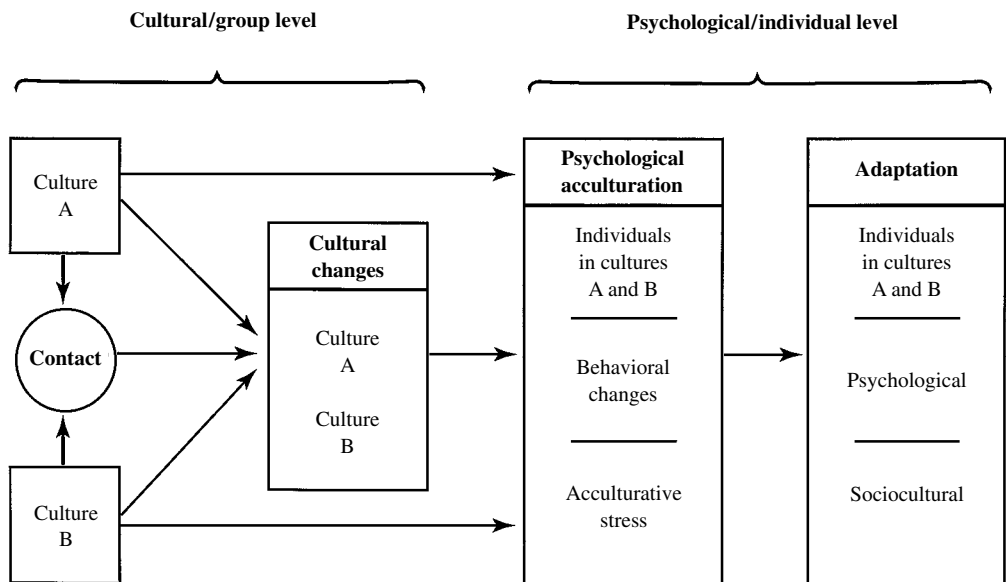 Cultural/group level
Psychological/individual level
Culture
A
Contact
Culture
B
Cultural
changes
Culture
A
Culture
B
Psychological
acculturation
Individuals
in cultures
A and B
Behavioral
changes
Acculturative
stress
Adaptation
Individuals
in cultures
A and B
Psychological
Sociocultural